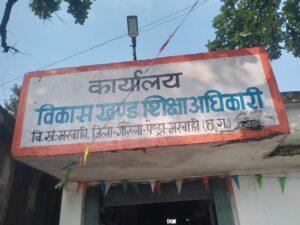 कार्यालय
विकास खण्ड शिक्षा अधिकारी
वि.खं.-मरवाही, जिला-गौरेला-पेण्ड्रा-मरवाही (छ.ग.)